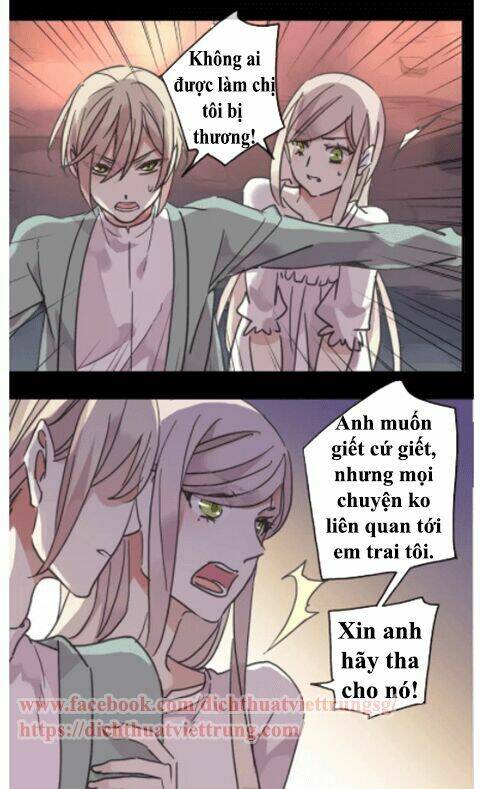 Không ai
được làm chị
tôi bị
thương!
Anh muốn
giết cứ giết,
nhưng mọi
chuyện ko
liên quan tới
em trai tôi.
Xin anh
hãy tha
cho nó!
www.facebook.com/dichthuatviettrungsg/
https://dichthuatviettrung.com/